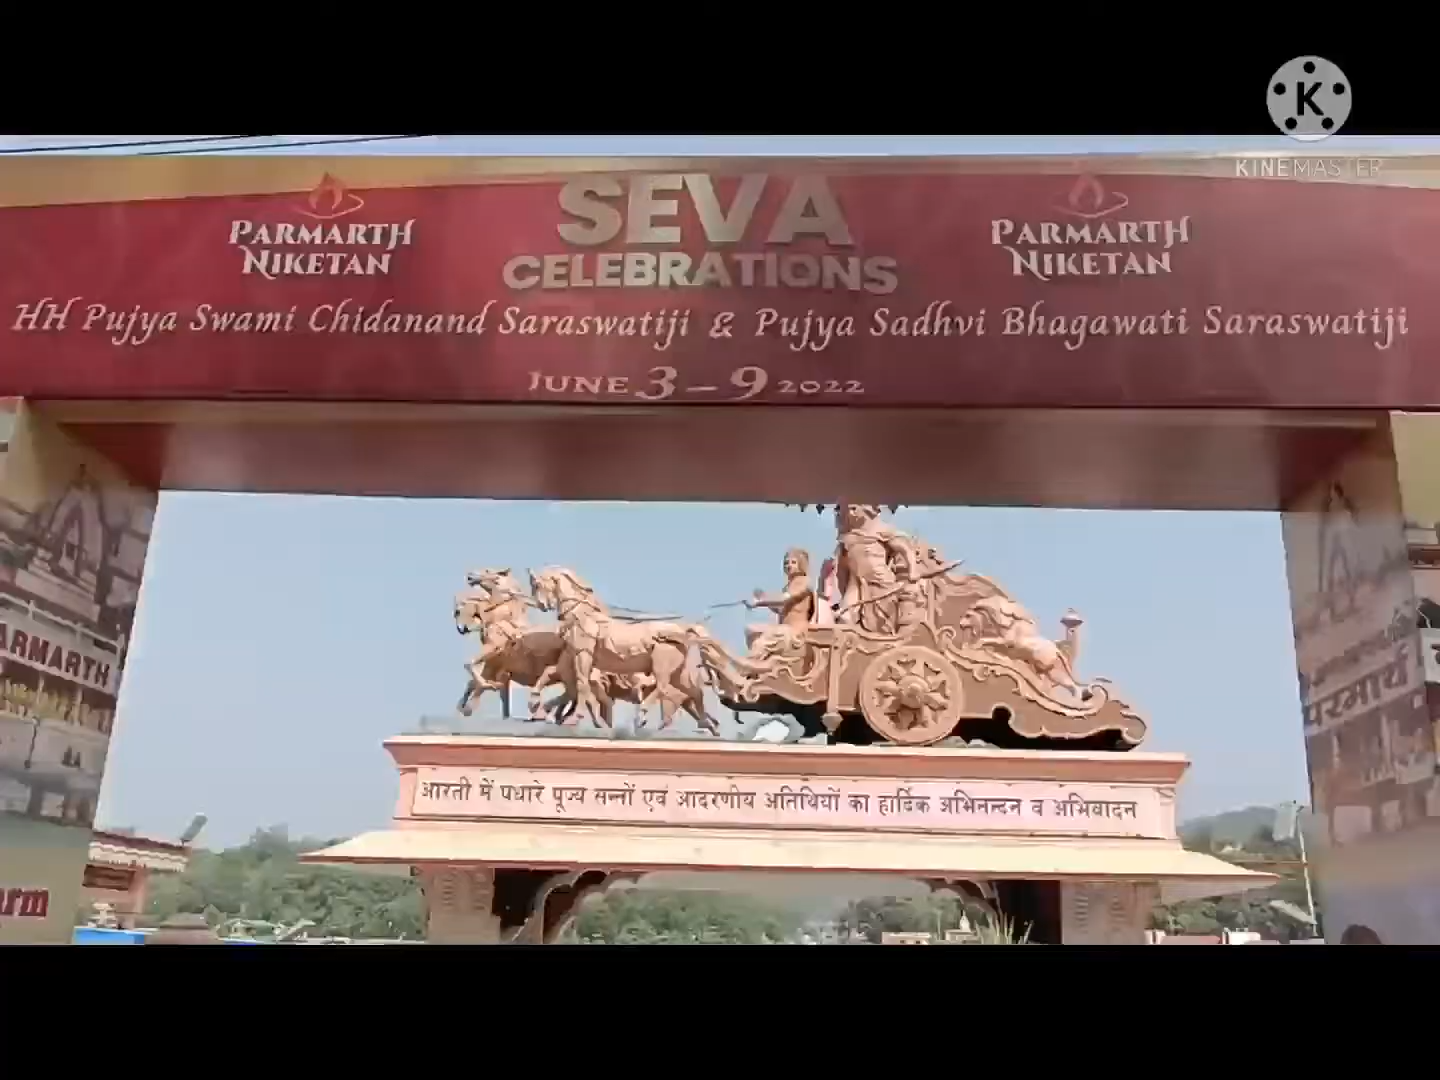 K
KINEMASTER
PARMARTH NIKETAN
SEVA
CELEBRATIONS
PARMARTH NIKETAN
HH Pujya Swami Chidanand Saraswatiji & Pujya Sadhvi Bhagawati Saraswatiji
JUNE 3 – 9 2022
ARMARTH
परमार्थ
आरती में पधारे पूज्य सन्तों एवं आदरणीय अतिथियों का हार्दिक अभिनन्दन व अभिवादन
arm